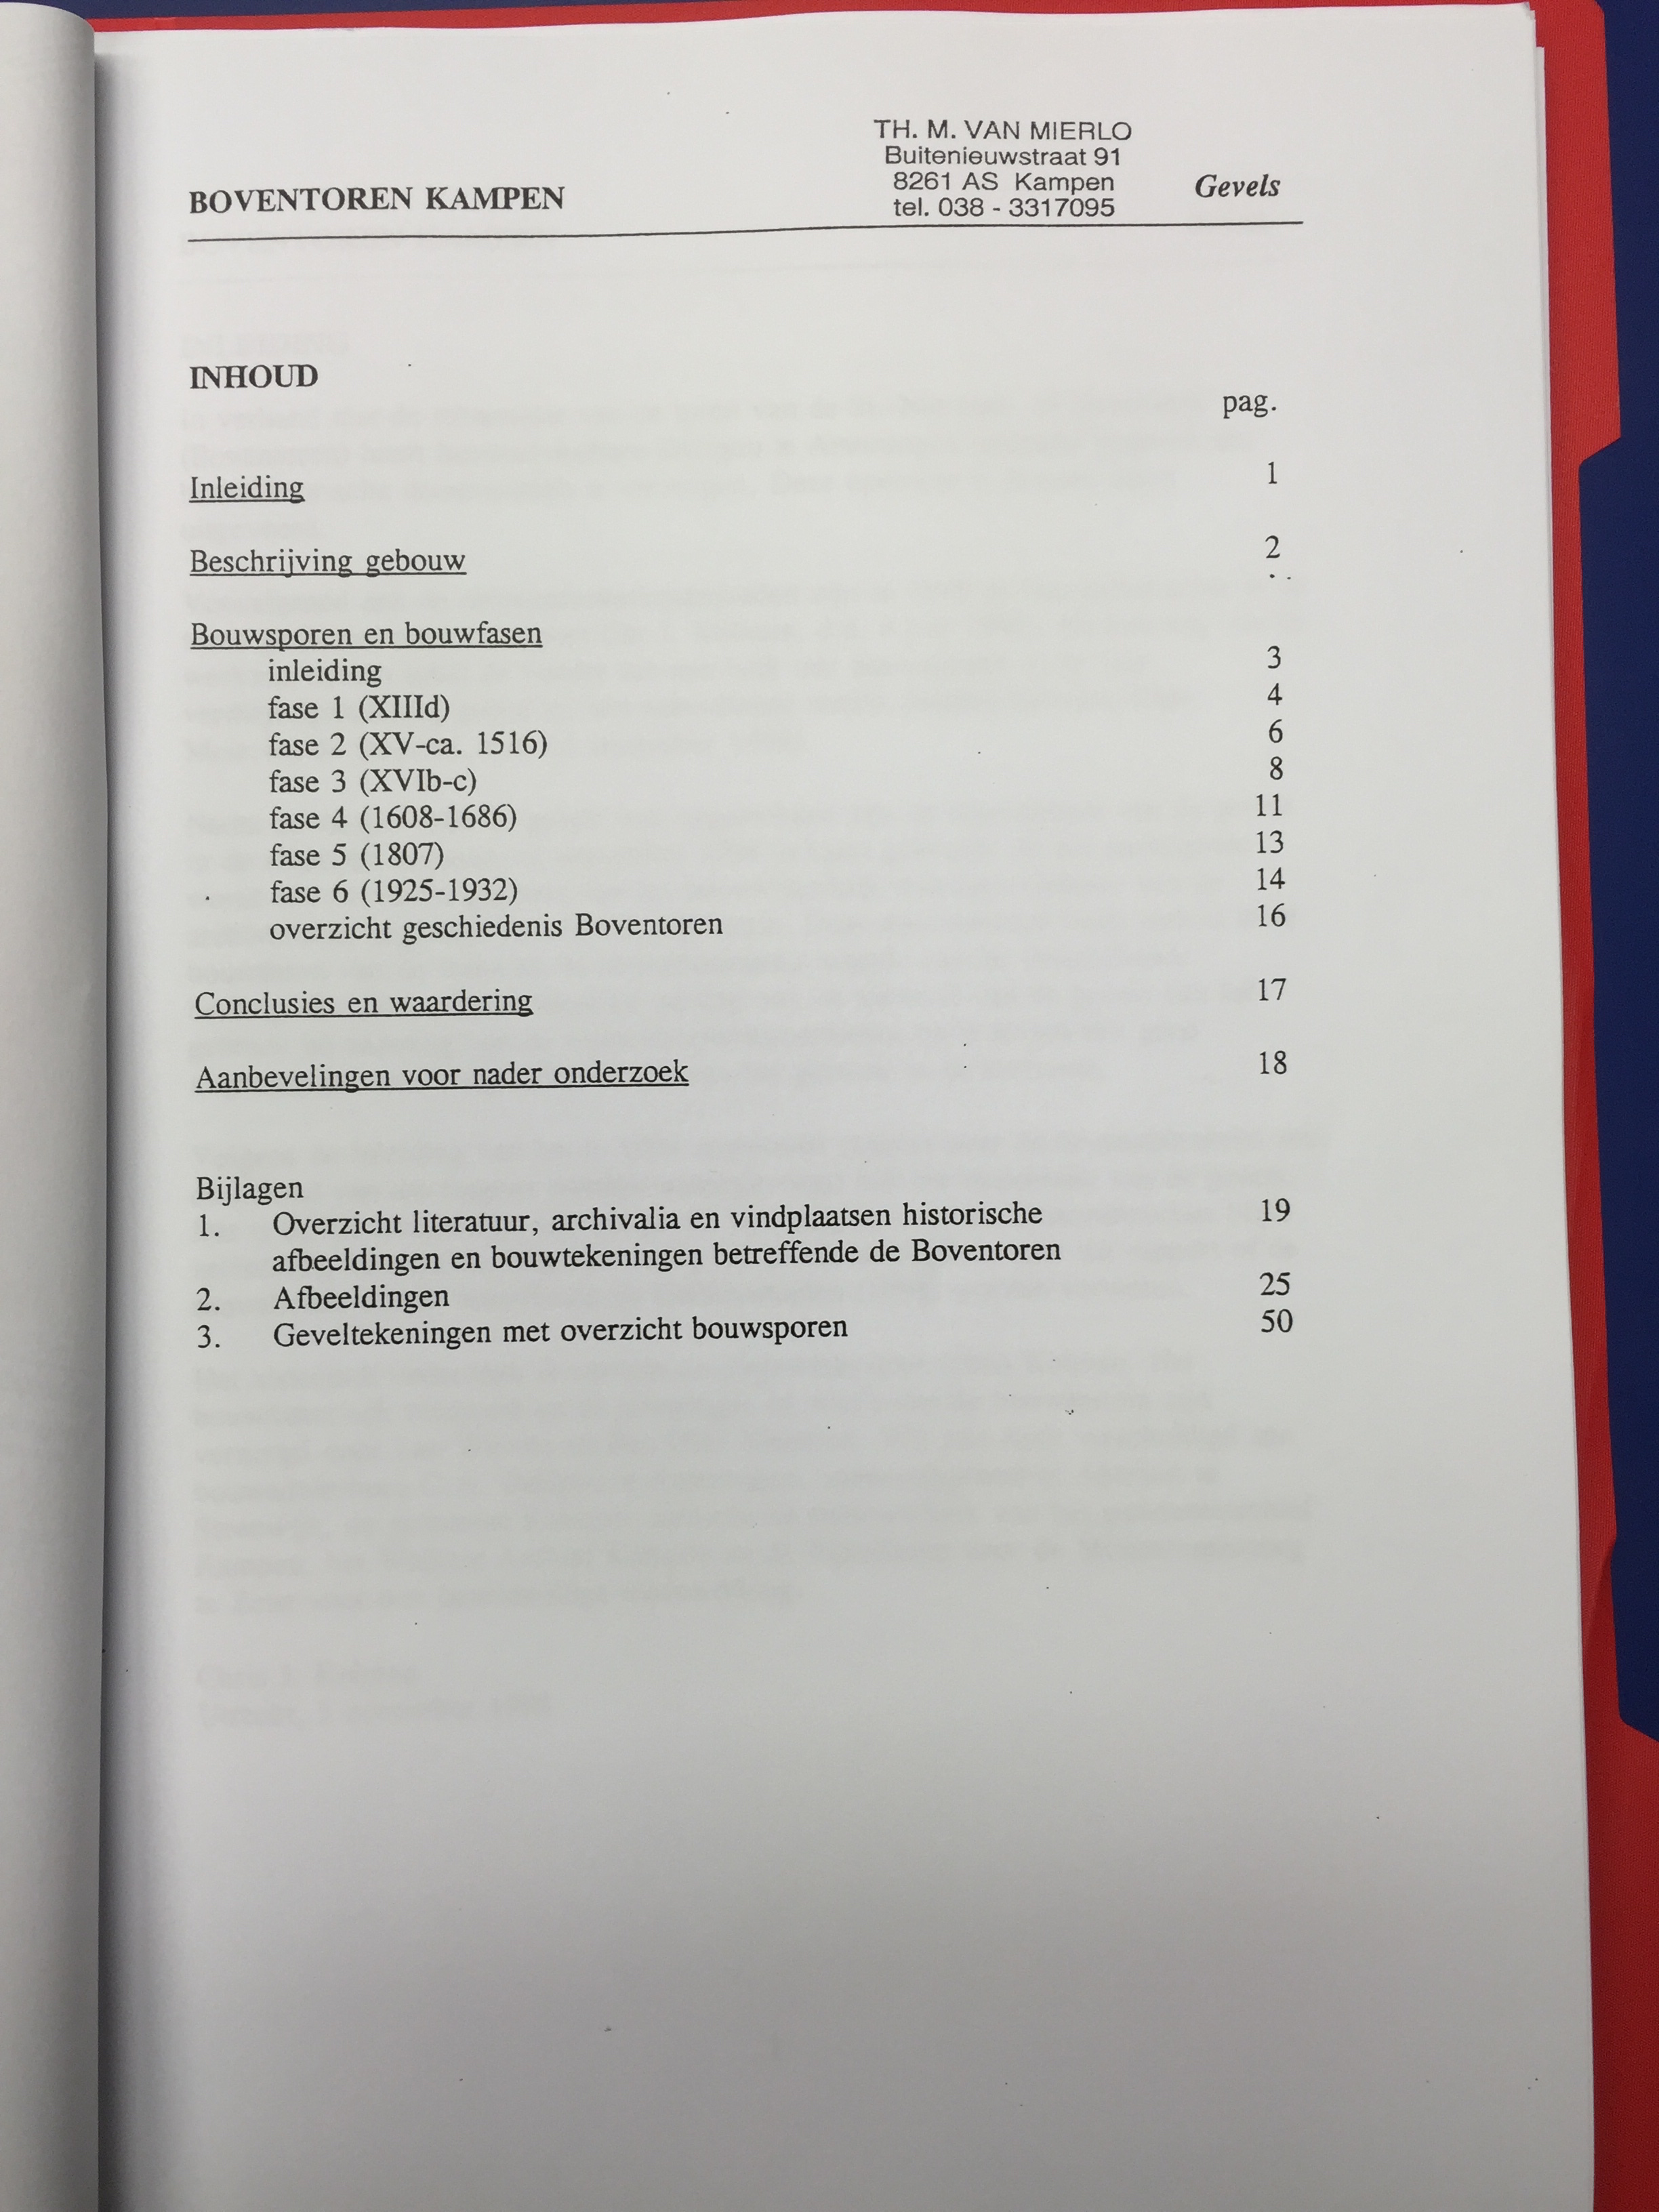 TH. M. VAN MIERLO
Buitenieuwstraat 91
8261 AS Kampen
tel. 038 - 3317095
BOVENTOREN KAMPEN Gevels
INHOUD
pag.
Inleiding 1
Beschrijving gebouw 2
Bouwsporen en bouwfasen
inleiding 3
fase 1 (XIIId) 4
fase 2 (XV-ca. 1516) 6
fase 3 (XVIb-c) 8
fase 4 (1608-1686) 11
fase 5 (1807) 13
fase 6 (1925-1932) 14
overzicht geschiedenis Boventoren 16
Conclusies en waardering 17
Aanbevelingen voor nader onderzoek 18
Bijlagen
1. Overzicht literatuur, archivalia en vindplaatsen historische 19
afbeeldingen en bouwtekeningen betreffende de Boventoren
2. Afbeeldingen 25
3. Geveltekeningen met overzicht bouwsporen 50